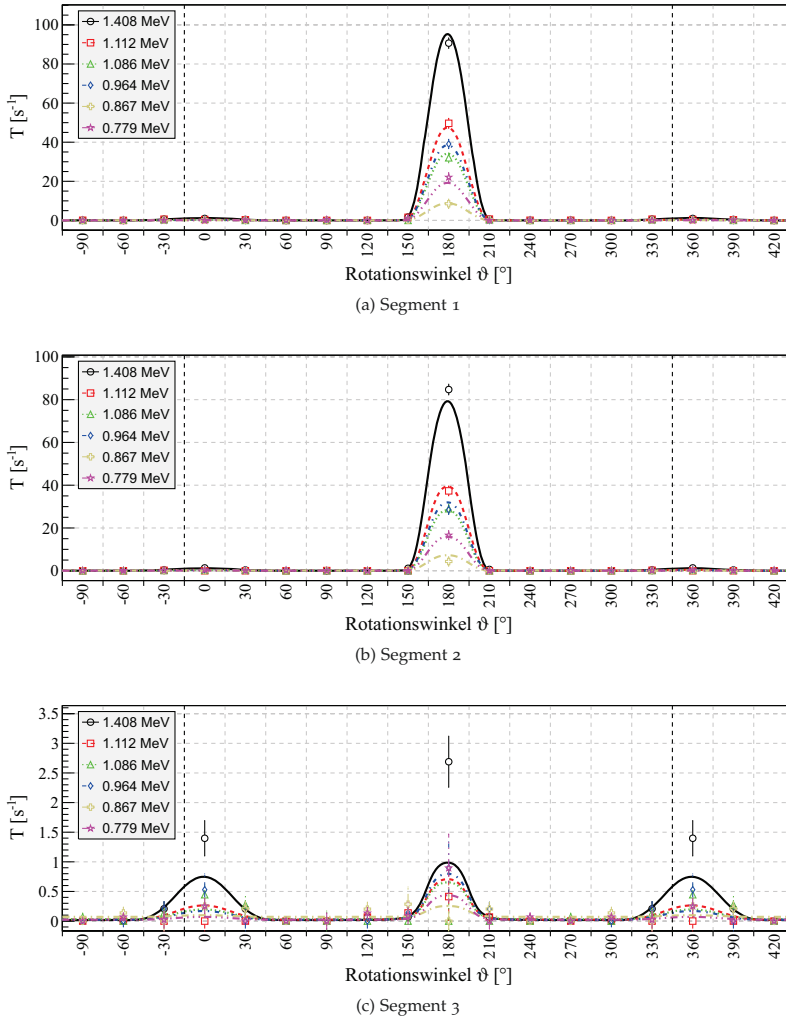 100
80
60
40
20
0
T [s⁻¹]
1.408 MeV
1.112 MeV
1.086 MeV
0.964 MeV
0.867 MeV
0.779 MeV
-90 -60 -30 0 30 60 90 120 150 180 210 240 270 300 330 360 390 420
Rotationswinkel ϑ [°]
(a) Segment 1
100
80
60
40
20
0
T [s⁻¹]
1.408 MeV
1.112 MeV
1.086 MeV
0.964 MeV
0.867 MeV
0.779 MeV
-90 -60 -30 0 30 60 90 120 150 180 210 240 270 300 330 360 390 420
Rotationswinkel ϑ [°]
(b) Segment 2
3.5
3
2.5
2
1.5
1
0.5
0
T [s⁻¹]
1.408 MeV
1.112 MeV
1.086 MeV
0.964 MeV
0.867 MeV
0.779 MeV
-90 -60 -30 0 30 60 90 120 150 180 210 240 270 300 330 360 390 420
Rotationswinkel ϑ [°]
(c) Segment 3